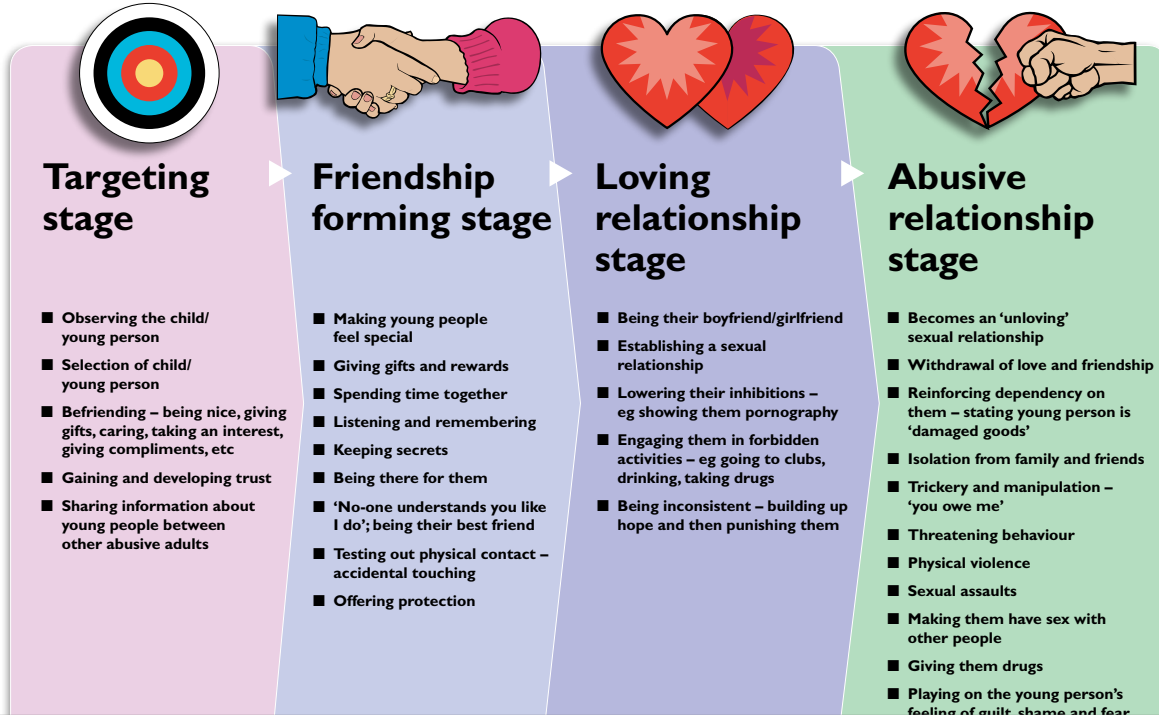 Targeting
stage
■ Observing the child/
young person
■ Selection of child/
young person
■ Befriending – being nice, giving
gifts, caring, taking an interest,
giving compliments, etc
■ Gaining and developing trust
■ Sharing information about
young people between
other abusive adults
Friendship
forming stage
■ Making young people
feel special
■ Giving gifts and rewards
■ Spending time together
■ Listening and remembering
■ Keeping secrets
■ Being there for them
■ ‘No-one understands you like
I do’; being their best friend
■ Testing out physical contact –
accidental touching
■ Offering protection
Loving
relationship
stage
■ Being their boyfriend/girlfriend
■ Establishing a sexual
relationship
■ Lowering their inhibitions –
eg showing them pornography
■ Engaging them in forbidden
activities – eg going to clubs,
drinking, taking drugs
■ Being inconsistent – building up
hope and then punishing them
Abusive
relationship
stage
■ Becomes an ‘unloving’
sexual relationship
■ Withdrawal of love and friendship
■ Reinforcing dependency on
them – stating young person is
‘damaged goods’
■ Isolation from family and friends
■ Trickery and manipulation –
‘you owe me’
■ Threatening behaviour
■ Physical violence
■ Sexual assaults
■ Making them have sex with
other people
■ Giving them drugs
■ Playing on the young person’s
feeling of guilt, shame and fear